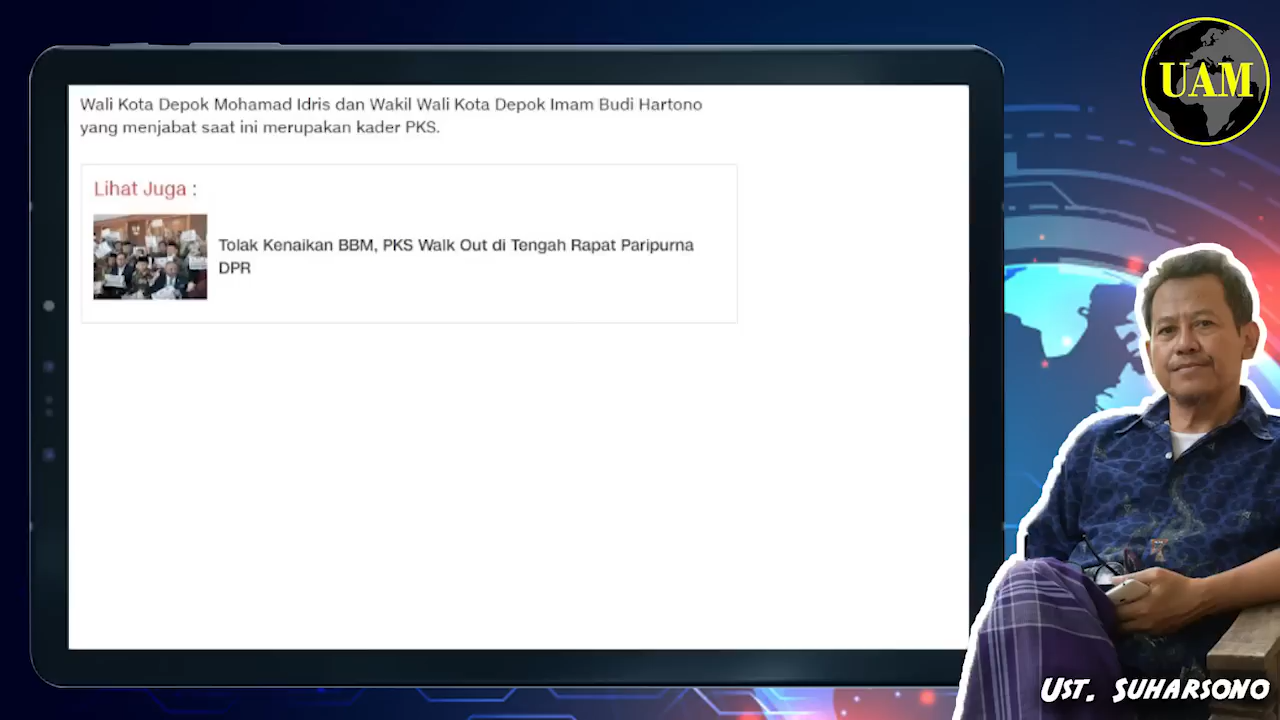 Wali Kota Depok Mohamad Idris dan Wakil Wali Kota Depok Imam Budi Hartono
yang menjabat saat ini merupakan kader PKS.
Lihat Juga :
Tolak Kenaikan BBM, PKS Walk Out di Tengah Rapat Paripurna
DPR
UAM
UST. SUHARSONO